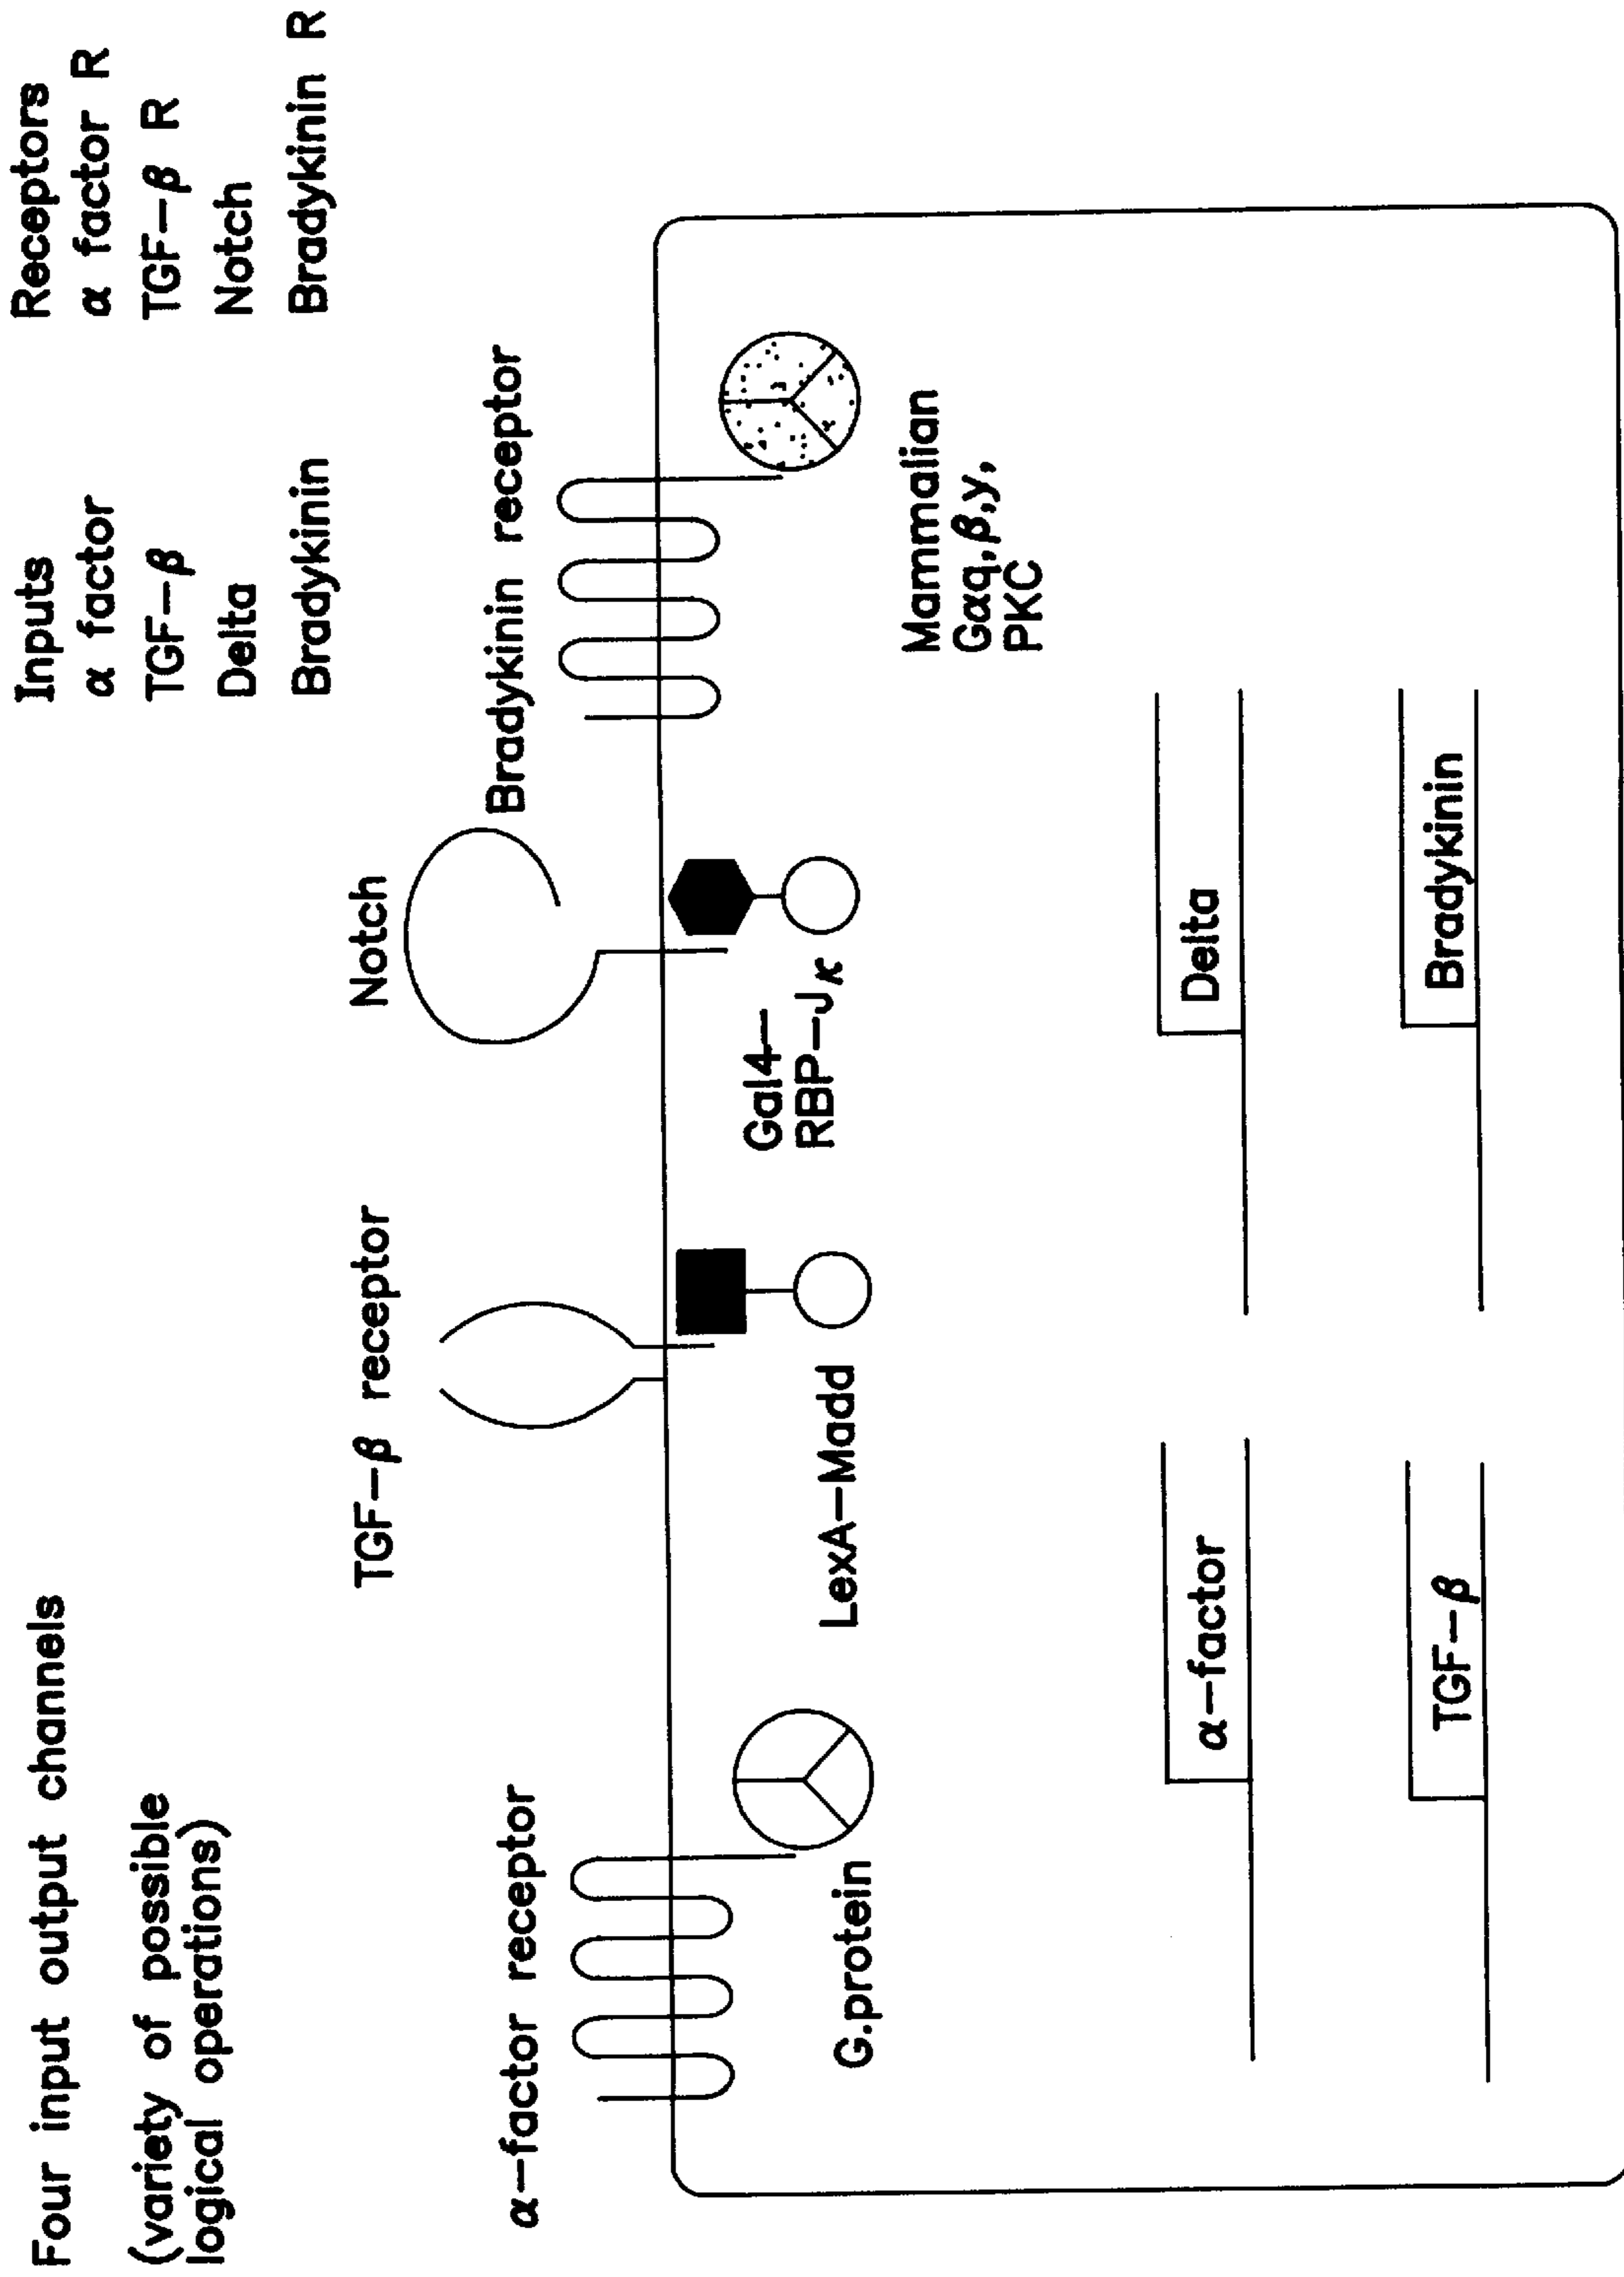 Four input output channels
(variety of possible
logical operations)
Inputs
α factor
TGF–β
Delta
Bradykinin
Receptors
α factor R
TGF–β R
Notch
Bradykinin R
α–factor receptor
TGF–β receptor
Notch
Bradykinin receptor
G.protein
LexA–Madd
Gal4–
RBP–Jκ
Mammalian
Gαq,β,y,
PKC
α–factor
Delta
TGF–β
Bradykinin